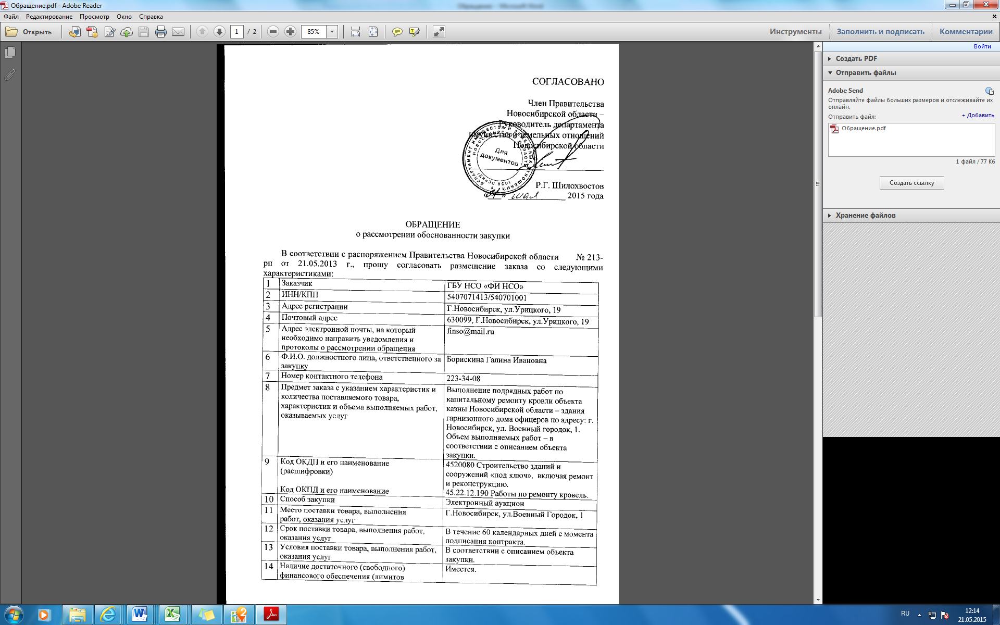 Обращение.pdf - Adobe Reader
Файл Редактирование Просмотр Окно Справка
Открыть 1 / 2 85% Инструменты Заполнить и подписать Комментарии
Войти
Создать PDF
Отправить файлы
Adobe Send
Отправляйте файлы больших размеров и отслеживайте их
онлайн.
Отправить файл: + Добавить
Обращение.pdf
1 файл / 77 Кб
Создать ссылку
Хранение файлов
СОГЛАСОВАНО
Член Правительства
Новосибирской области –
Руководитель департамента
имущества и земельных отношений
Новосибирской области
Для
документов
Р.Г. Шилохвостов
мая 2015 года
ОБРАЩЕНИЕ
о рассмотрении обоснованности закупки
В соответствии с распоряжением Правительства Новосибирской области № 213-
рп от 21.05.2013 г., прошу согласовать размещение заказа со следующими
характеристиками:
1 Заказчик ГБУ НСО «ФИ НСО»
2 ИНН/КПП 5407071413/540701001
3 Адрес регистрации Г.Новосибирск, ул.Урицкого, 19
4 Почтовый адрес 630099, Г.Новосибирск, ул.Урицкого, 19
5 Адрес электронной почты, на который finso@mail.ru
необходимо направить уведомления и
протоколы о рассмотрении обращения
6 Ф.И.О. должностного лица, ответственного за Борискина Галина Ивановна
закупку
7 Номер контактного телефона 223-34-08
8 Предмет заказа с указанием характеристик и Выполнение подрядных работ по
количества поставляемого товара, капитальному ремонту кровли объекта
характеристик и объема выполняемых работ, казны Новосибирской области – здания
оказываемых услуг гарнизонного дома офицеров по адресу: г.
Новосибирск, ул. Военный городок, 1.
Объем выполняемых работ – в
соответствии с описанием объекта
закупки.
9 Код ОКДП и его наименование 4520080 Строительство зданий и
(расшифровки) сооружений «под ключ», включая ремонт
и реконструкцию.
Код ОКПД и его наименование 45.22.12.190 Работы по ремонту кровель.
10 Способ закупки Электронный аукцион
11 Место поставки товара, выполнения Г.Новосибирск, ул.Военный Городок, 1
работ, оказания услуг
12 Срок поставки товара, выполнения работ, В течение 60 календарных дней с момента
оказания услуг подписания контракта.
13 Условия поставки товара, выполнения работ, В соответствии с описанием объекта
оказания услуг закупки.
14 Наличие достаточного (свободного) Имеется.
финансового обеспечения (лимитов
RU 12:14
21.05.2015